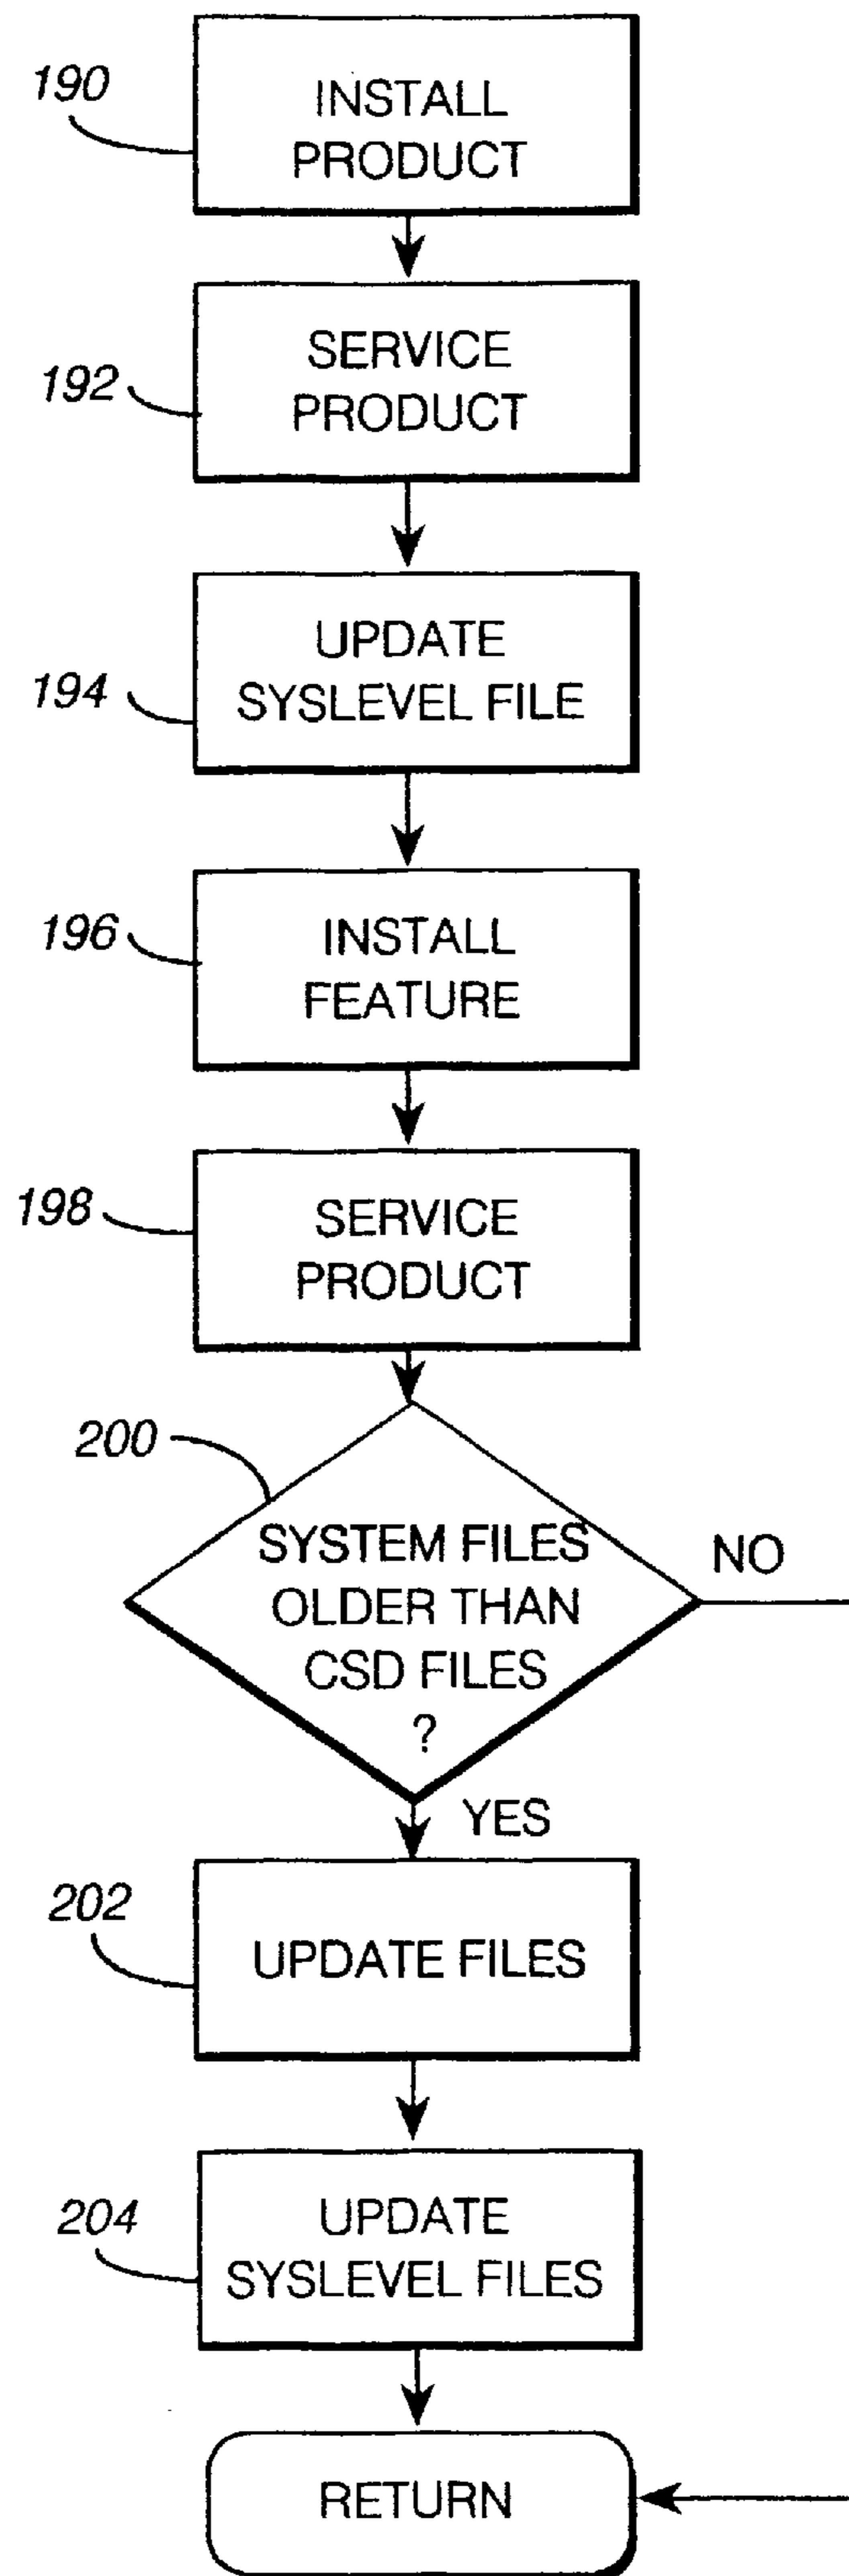 190
INSTALL
PRODUCT
192
SERVICE
PRODUCT
194
UPDATE
SYSLEVEL FILE
196
INSTALL
FEATURE
198
SERVICE
PRODUCT
200
SYSTEM FILES
OLDER THAN
CSD FILES
?
NO
YES
202
UPDATE FILES
204
UPDATE
SYSLEVEL FILES
RETURN